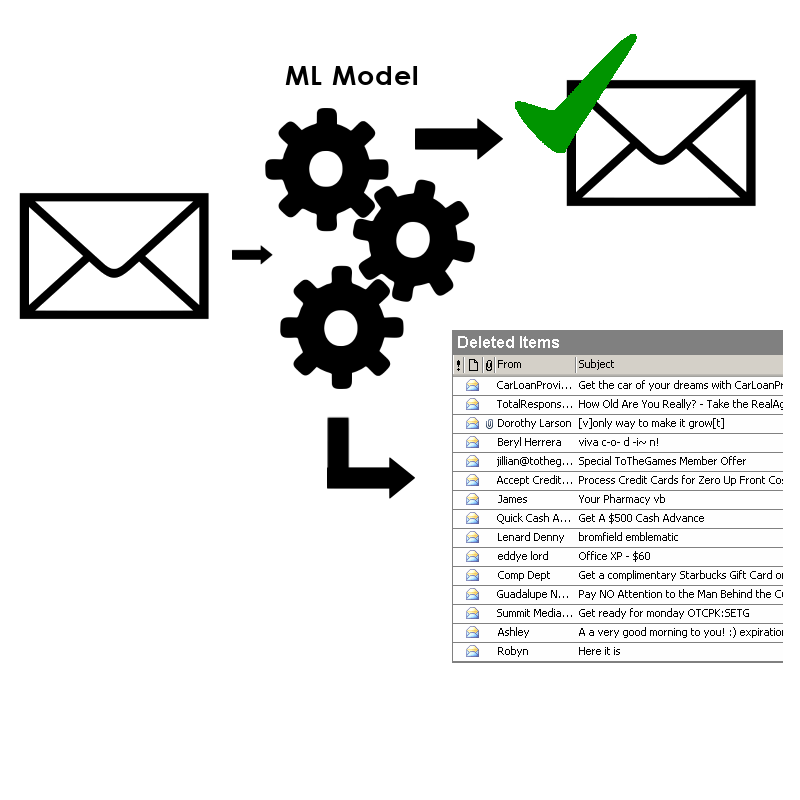 ML Model
Deleted Items
! From Subject
CarLoanProvi... Get the car of your dreams with CarLoanPr
TotalRespons... How Old Are You Really? - Take the RealAg
Dorothy Larson [v]only way to make it grow[t]
Beryl Herrera viva c-o- d -i~ n!
jillian@totheg... Special ToTheGames Member Offer
Accept Credit... Process Credit Cards for Zero Up Front Cos
James Your Pharmacy vb
Quick Cash A... Get A $500 Cash Advance
Lenard Denny bromfield emblematic
eddye lord Office XP - $60
Comp Dept Get a complimentary Starbucks Gift Card or
Guadalupe N... Pay NO Attention to the Man Behind the Cu
Summit Media... Get ready for monday OTCPK:SETG
Ashley A a very good morning to you! :) expiration
Robyn Here it is